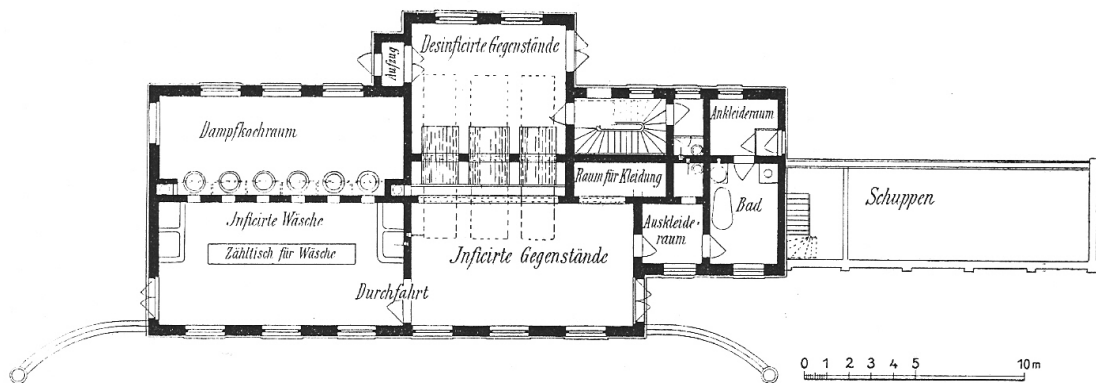 Desinficirte Gegenstände
Aufzug
Dampfkochraum
Ankleideraum
Raum für Kleidung
Inficirte Wäsche
Zähltisch für Wäsche
Inficirte Gegenstände
Auskleide-
raum
Bad
Schuppen
Durchfahrt
0 1 2 3 4 5 10 m